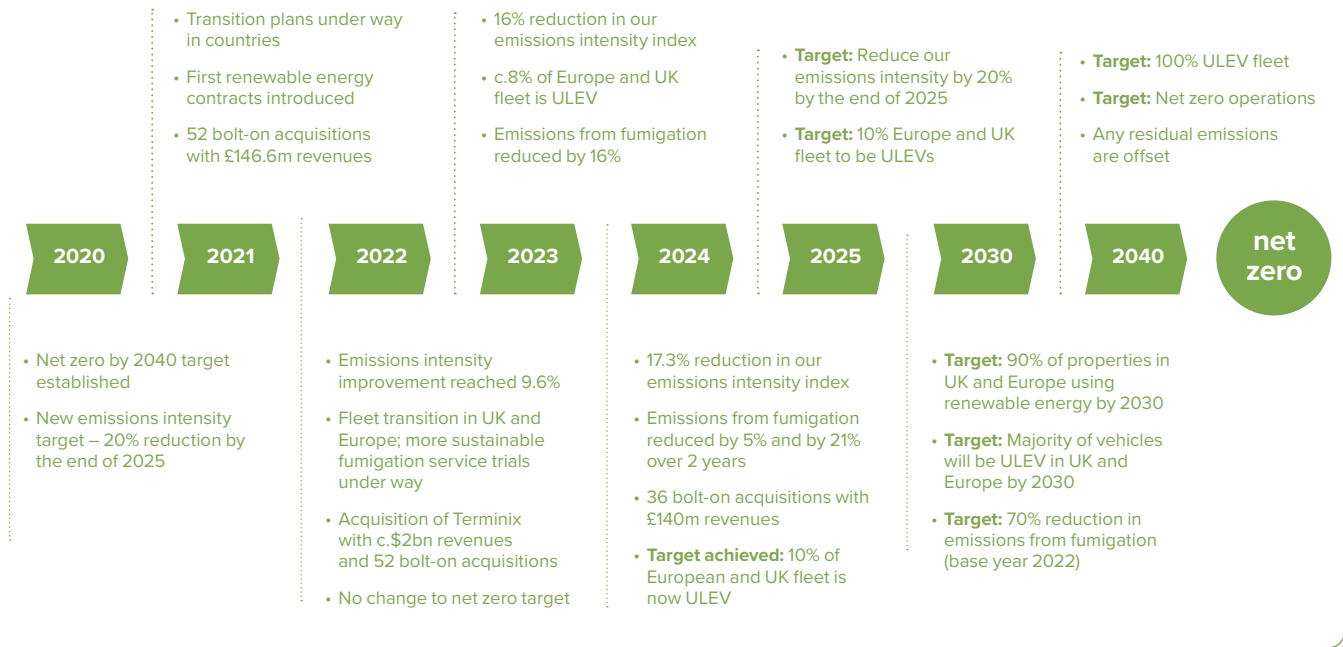 • Transition plans under way
in countries
• First renewable energy
contracts introduced
• 52 bolt-on acquisitions
with £146.6m revenues
• 16% reduction in our
emissions intensity index
• c.8% of Europe and UK
fleet is ULEV
• Emissions from fumigation
reduced by 16%
• Target: Reduce our
emissions intensity by 20%
by the end of 2025
• Target: 10% Europe and UK
fleet to be ULEVs
• Target: 100% ULEV fleet
• Target: Net zero operations
• Any residual emissions
are offset
2020
2021
2022
2023
2024
2025
2030
2040
net
zero
• Net zero by 2040 target
established
• New emissions intensity
target – 20% reduction by
the end of 2025
• Emissions intensity
improvement reached 9.6%
• Fleet transition in UK and
Europe; more sustainable
fumigation service trials
under way
• Acquisition of Terminix
with c.$2bn revenues
and 52 bolt-on acquisitions
• No change to net zero target
• 17.3% reduction in our
emissions intensity index
• Emissions from fumigation
reduced by 5% and by 21%
over 2 years
• 36 bolt-on acquisitions with
£140m revenues
• Target achieved: 10% of
European and UK fleet is
now ULEV
• Target: 90% of properties in
UK and Europe using
renewable energy by 2030
• Target: Majority of vehicles
will be ULEV in UK and
Europe by 2030
• Target: 70% reduction in
emissions from fumigation
(base year 2022)